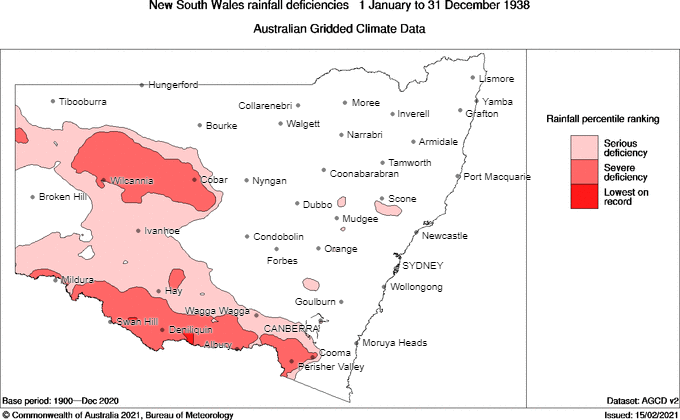 New South Wales rainfall deficiencies 1 January to 31 December 1938
Australian Gridded Climate Data
Hungerford
Lismore
Tibooburra
Collarenebri
Moree
Yamba
Inverell
Grafton
Bourke
Walgett
Narrabri
Armidale
Rainfall percentile ranking
Serious
deficiency
Severe
deficiency
Lowest on
record
Tamworth
Coonabarabran
Wilcannia
Cobar
Nyngan
Port Macquarie
Broken Hill
Scone
Dubbo
Mudgee
Ivanhoe
Condobolin
Newcastle
Orange
Forbes
SYDNEY
Mildura
Hay
Wollongong
Goulburn
Wagga Wagga
Swan Hill
Deniliquin
CANBERRA
Albury
Moruya Heads
Cooma
Perisher Valley
Base period: 1900—Dec 2020
Dataset: AGCD v2
© Commonwealth of Australia 2021, Bureau of Meteorology
Issued: 15/02/2021